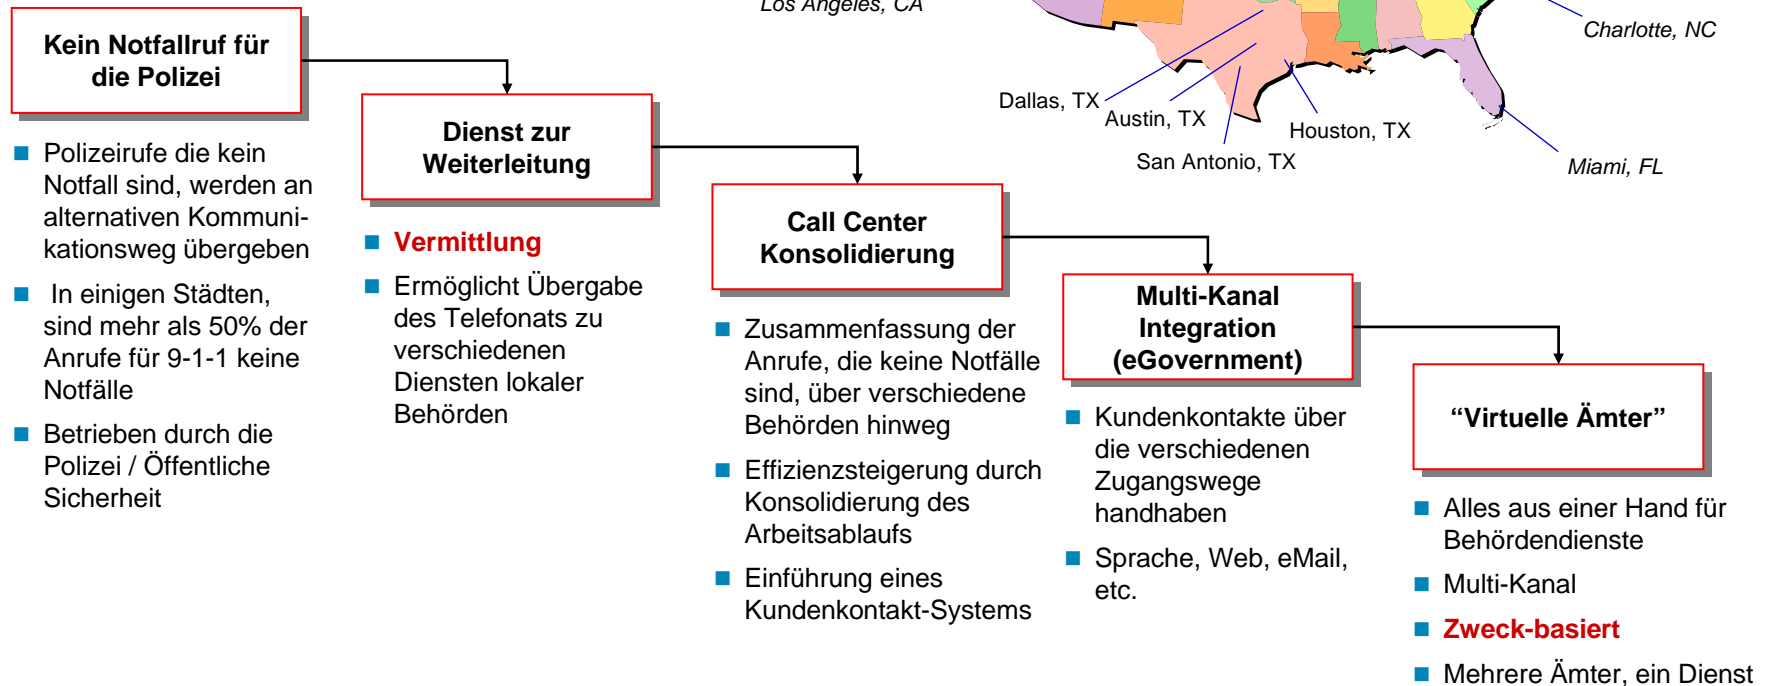 Los Angeles, CA
Charlotte, NC
Dallas, TX
Austin, TX
Houston, TX
San Antonio, TX
Miami, FL
Kein Notfallruf für
die Polizei
Polizeirufe die kein
Notfall sind, werden an
alternativen Kommuni-
kationsweg übergeben
In einigen Städten,
sind mehr als 50% der
Anrufe für 9-1-1 keine
Notfälle
Betrieben durch die
Polizei / Öffentliche
Sicherheit
Dienst zur
Weiterleitung
Vermittlung
Ermöglicht Übergabe
des Telefonats zu
verschiedenen
Diensten lokaler
Behörden
Call Center
Konsolidierung
Zusammenfassung der
Anrufe, die keine Notfälle
sind, über verschiedene
Behörden hinweg
Effizienzsteigerung durch
Konsolidierung des
Arbeitsablaufs
Einführung eines
Kundenkontakt-Systems
Multi-Kanal
Integration
(eGovernment)
Kundenkontakte über
die verschiedenen
Zugangswege
handhaben
Sprache, Web, eMail,
etc.
“Virtuelle Ämter”
Alles aus einer Hand für
Behördendienste
Multi-Kanal
Zweck-basiert
Mehrere Ämter, ein Dienst